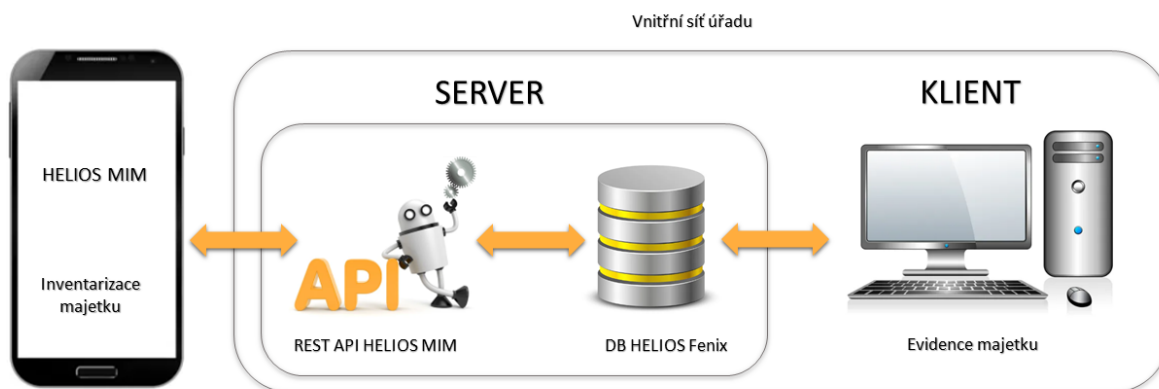 Vnitřní síť úřadu
SERVER
KLIENT
HELIOS MIM
Inventarizace
majetku
API
REST API HELIOS MIM
DB HELIOS Fenix
Evidence majetku